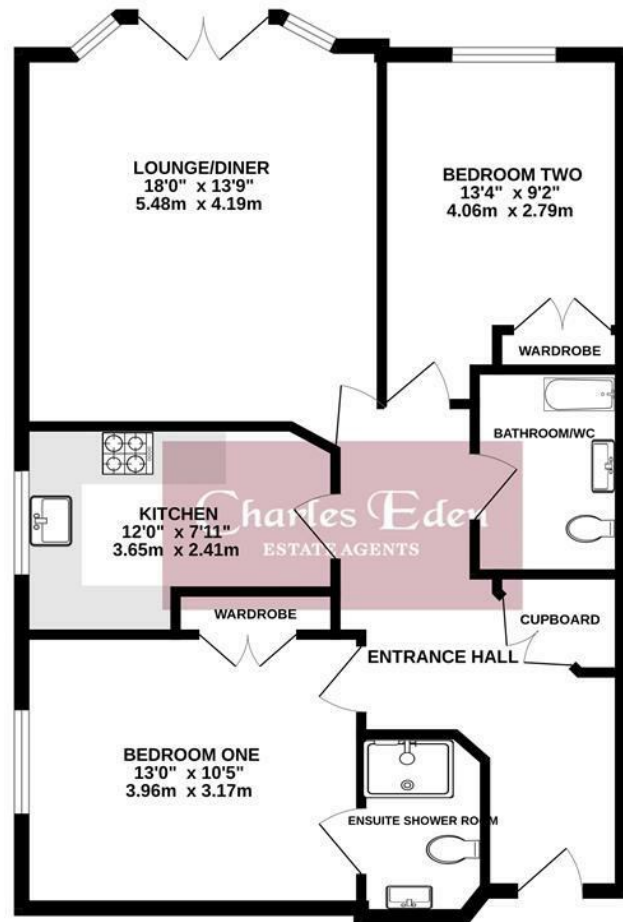 LOUNGE/DINER
18'0" x 13'9"
5.48m x 4.19m
BEDROOM TWO
13'4" x 9'2"
4.06m x 2.79m
WARDROBE
BATHROOM/WC
KITCHEN
12'0" x 7'11"
3.65m x 2.41m
Charles Eden
ESTATE AGENTS
WARDROBE
CUPBOARD
ENTRANCE HALL
BEDROOM ONE
13'0" x 10'5"
3.96m x 3.17m
ENSUITE SHOWER ROOM